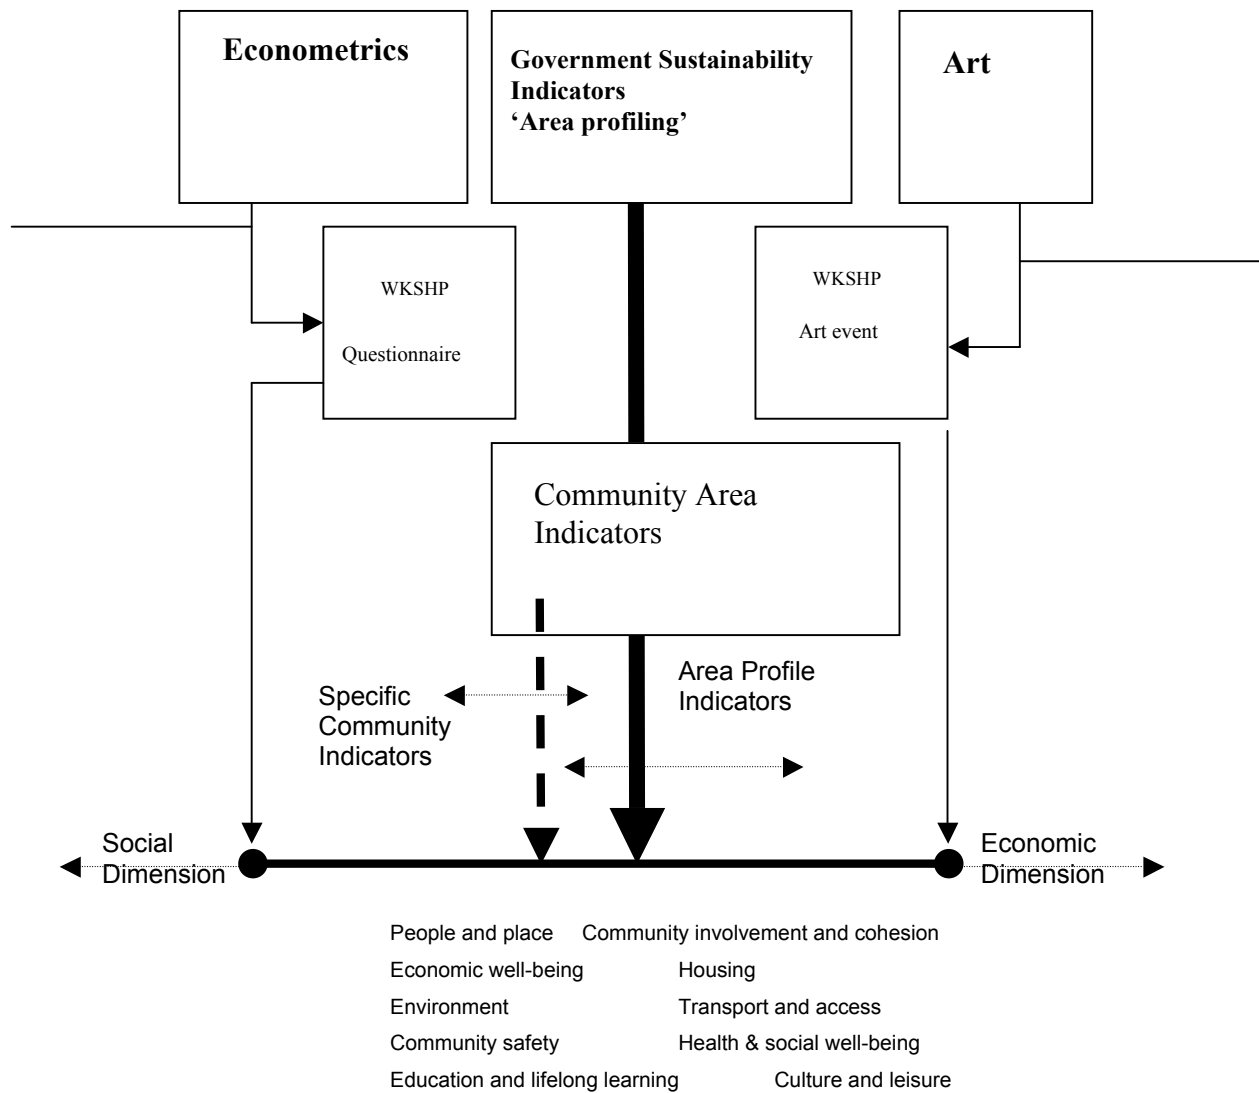 Econometrics
Government Sustainability
Indicators
‘Area profiling’
Art
WKSHP
Questionnaire
WKSHP
Art event
Community Area
Indicators
Specific
Community
Indicators
Area Profile
Indicators
Social
Dimension
Economic
Dimension
People and place Community involvement and cohesion
Economic well-being Housing
Environment Transport and access
Community safety Health & social well-being
Education and lifelong learning Culture and leisure